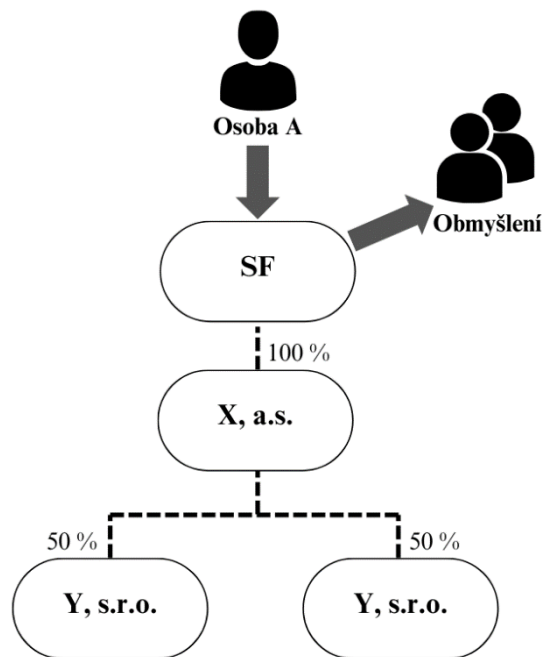 Osoba A
Obmyšlení
SF
100 %
X, a.s.
50 %
50 %
Y, s.r.o.
Y, s.r.o.